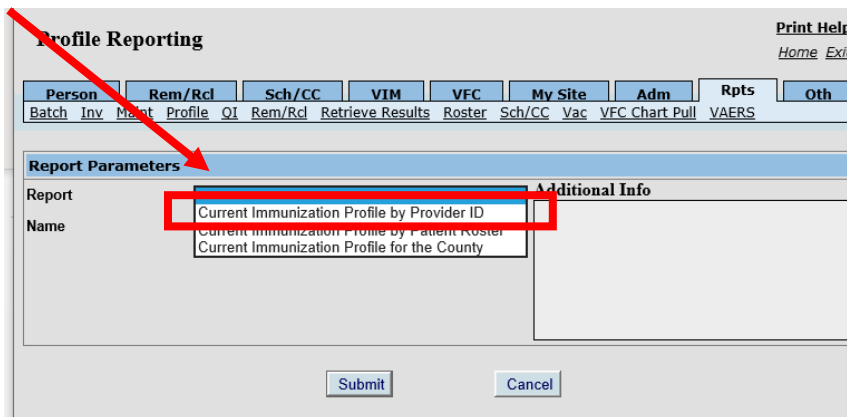 Profile Reporting
Print Help
Home Exi
Person Rem/Rcl Sch/CC VIM VFC My Site Adm Rpts Oth
Batch Inv Maint Profile QI Rem/Rcl Retrieve Results Roster Sch/CC Vac VFC Chart Pull VAERS
Report Parameters
Report
Additional Info
Current Immunization Profile by Provider ID
Name
Current Immunization Profile by Patient Roster
Current Immunization Profile for the County
Submit Cancel